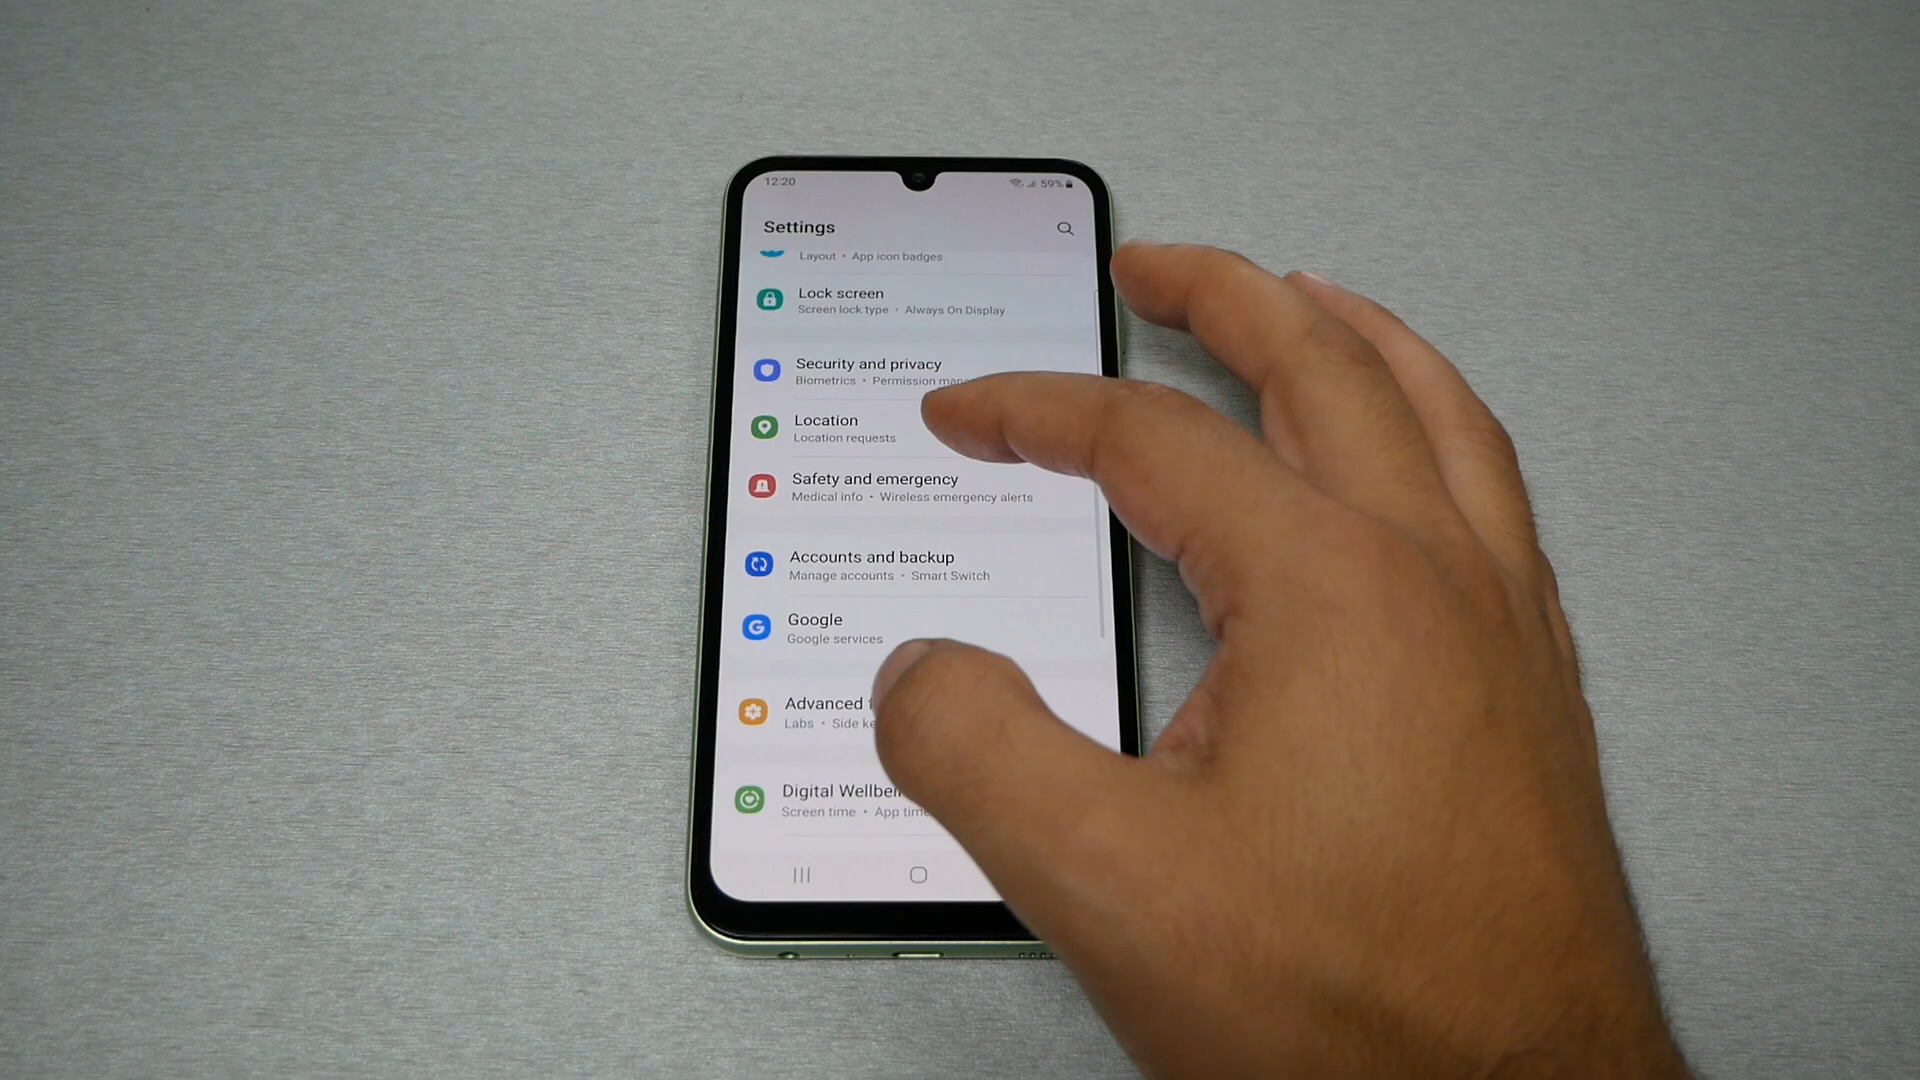 12:20
59%
Settings
Layout • App icon badges
Lock screen
Screen lock type • Always On Display
Security and privacy
Biometrics • Permission
Location
Location requests
Safety and emergency
Medical info • Wireless emergency alerts
Accounts and backup
Manage accounts • Smart Switch
Google
Google services
Advanced
Labs • Side
Digital
Screen time • App